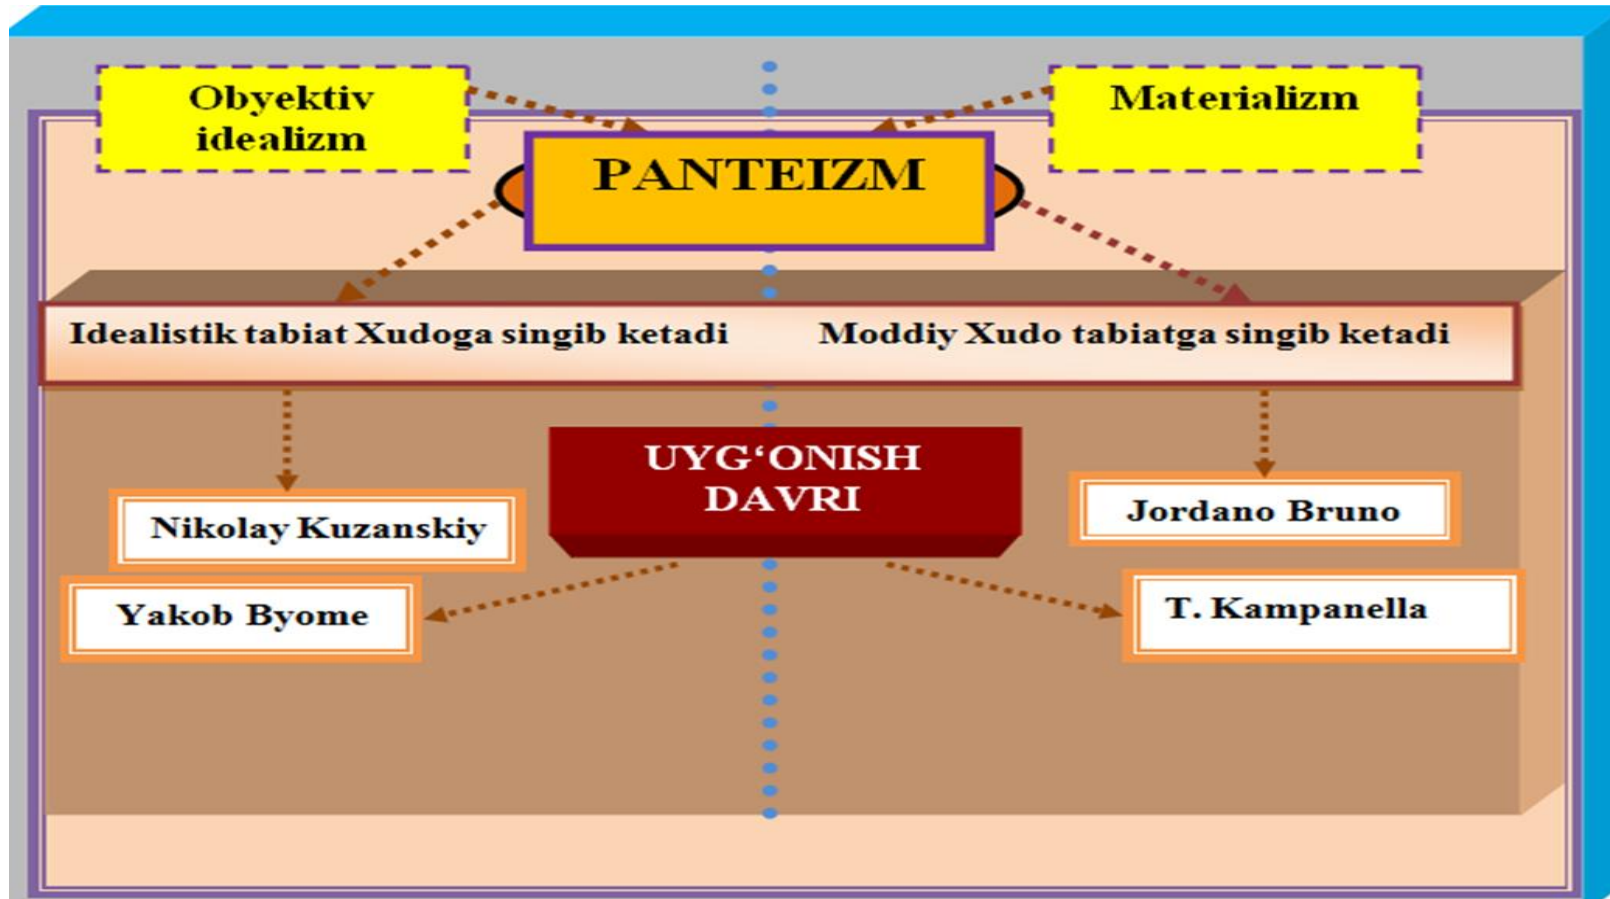 Obyektiv
idealizm
Materializm
PANTEIZM
Idealistik tabiat Xudoga singib ketadi
Moddiy Xudo tabiatga singib ketadi
UYG‘ONISH
DAVRI
Nikolay Kuzanskiy
Jordano Bruno
Yakob Byome
T. Kampanella